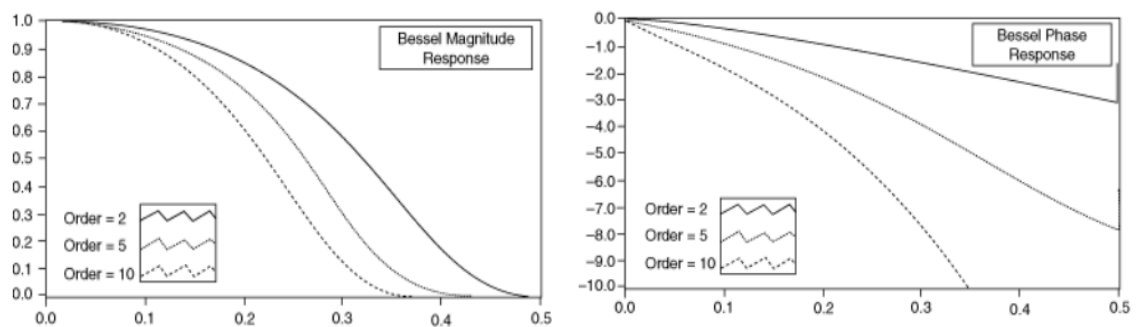 1.0
0.9
0.8
0.7
0.6
0.5
0.4
0.3
0.2
0.1
0.0
0.0 0.1 0.2 0.3 0.4 0.5
Bessel Magnitude
Response
Order = 2
Order = 5
Order = 10
0.0
−1.0
−2.0
−3.0
−4.0
−5.0
−6.0
−7.0
−8.0
−9.0
−10.0
0.0 0.1 0.2 0.3 0.4 0.5
Bessel Phase
Response
Order = 2
Order = 5
Order = 10